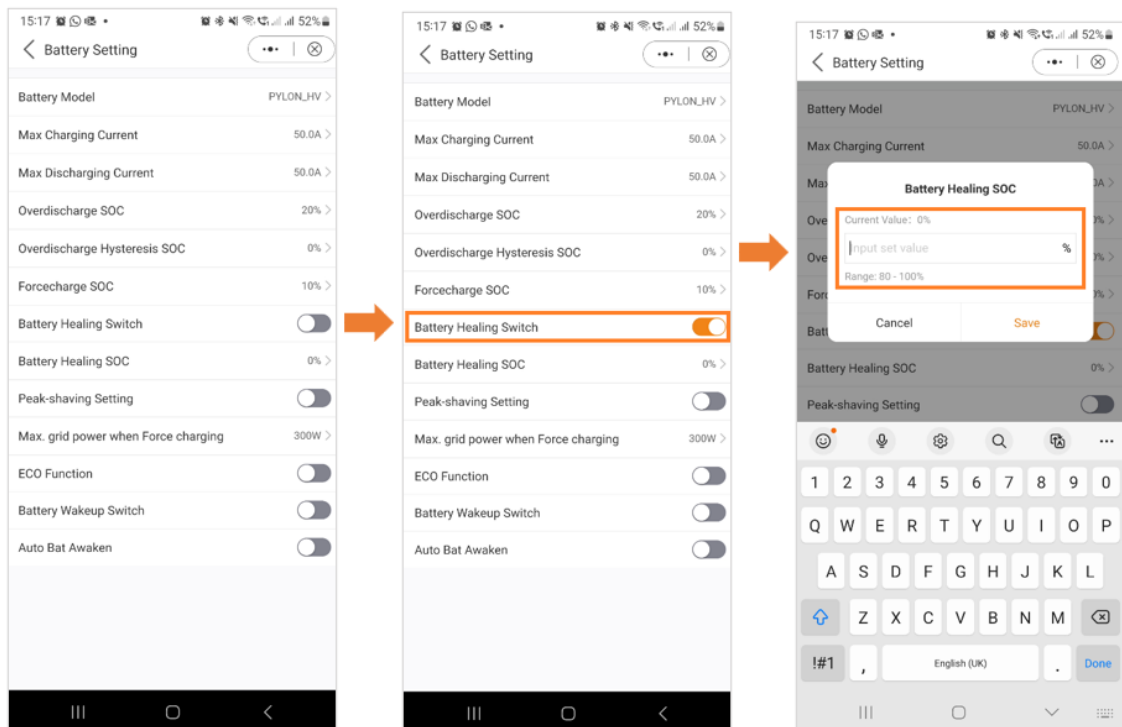 15:17 52%
Battery Setting
Battery Model PYLON_HV
Max Charging Current 50.0A
Max Discharging Current 50.0A
Overdischarge SOC 20%
Overdischarge Hysteresis SOC 0%
Forcecharge SOC 10%
Battery Healing Switch
Battery Healing SOC 0%
Peak-shaving Setting
Max. grid power when Force charging 300W
ECO Function
Battery Wakeup Switch
Auto Bat Awaken
15:17 52%
Battery Setting
Battery Model PYLON_HV
Max Charging Current 50.0A
Max Discharging Current 50.0A
Overdischarge SOC 20%
Overdischarge Hysteresis SOC 0%
Forcecharge SOC 10%
Battery Healing Switch
Battery Healing SOC 0%
Peak-shaving Setting
Max. grid power when Force charging 300W
ECO Function
Battery Wakeup Switch
Auto Bat Awaken
15:17 52%
Battery Setting
Battery Model PYLON_HV
Max Charging Current 50.0A
Battery Healing SOC
Current Value: 0%
Input set value %
Range: 80 - 100%
Cancel Save
Battery Healing SOC 0%
Peak-shaving Setting
1 2 3 4 5 6 7 8 9 0
Q W E R T Y U I O P
A S D F G H J K L
Z X C V B N M
!#1 , English (UK) . Done